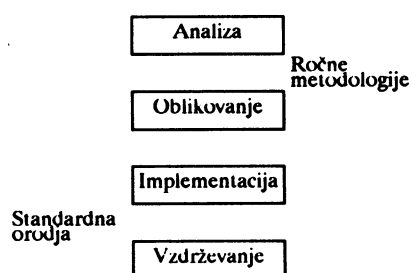 Analiza
Ročne
metodologije
Oblikovanje
Implementacija
Standardna
orodja
Vzdrževanje